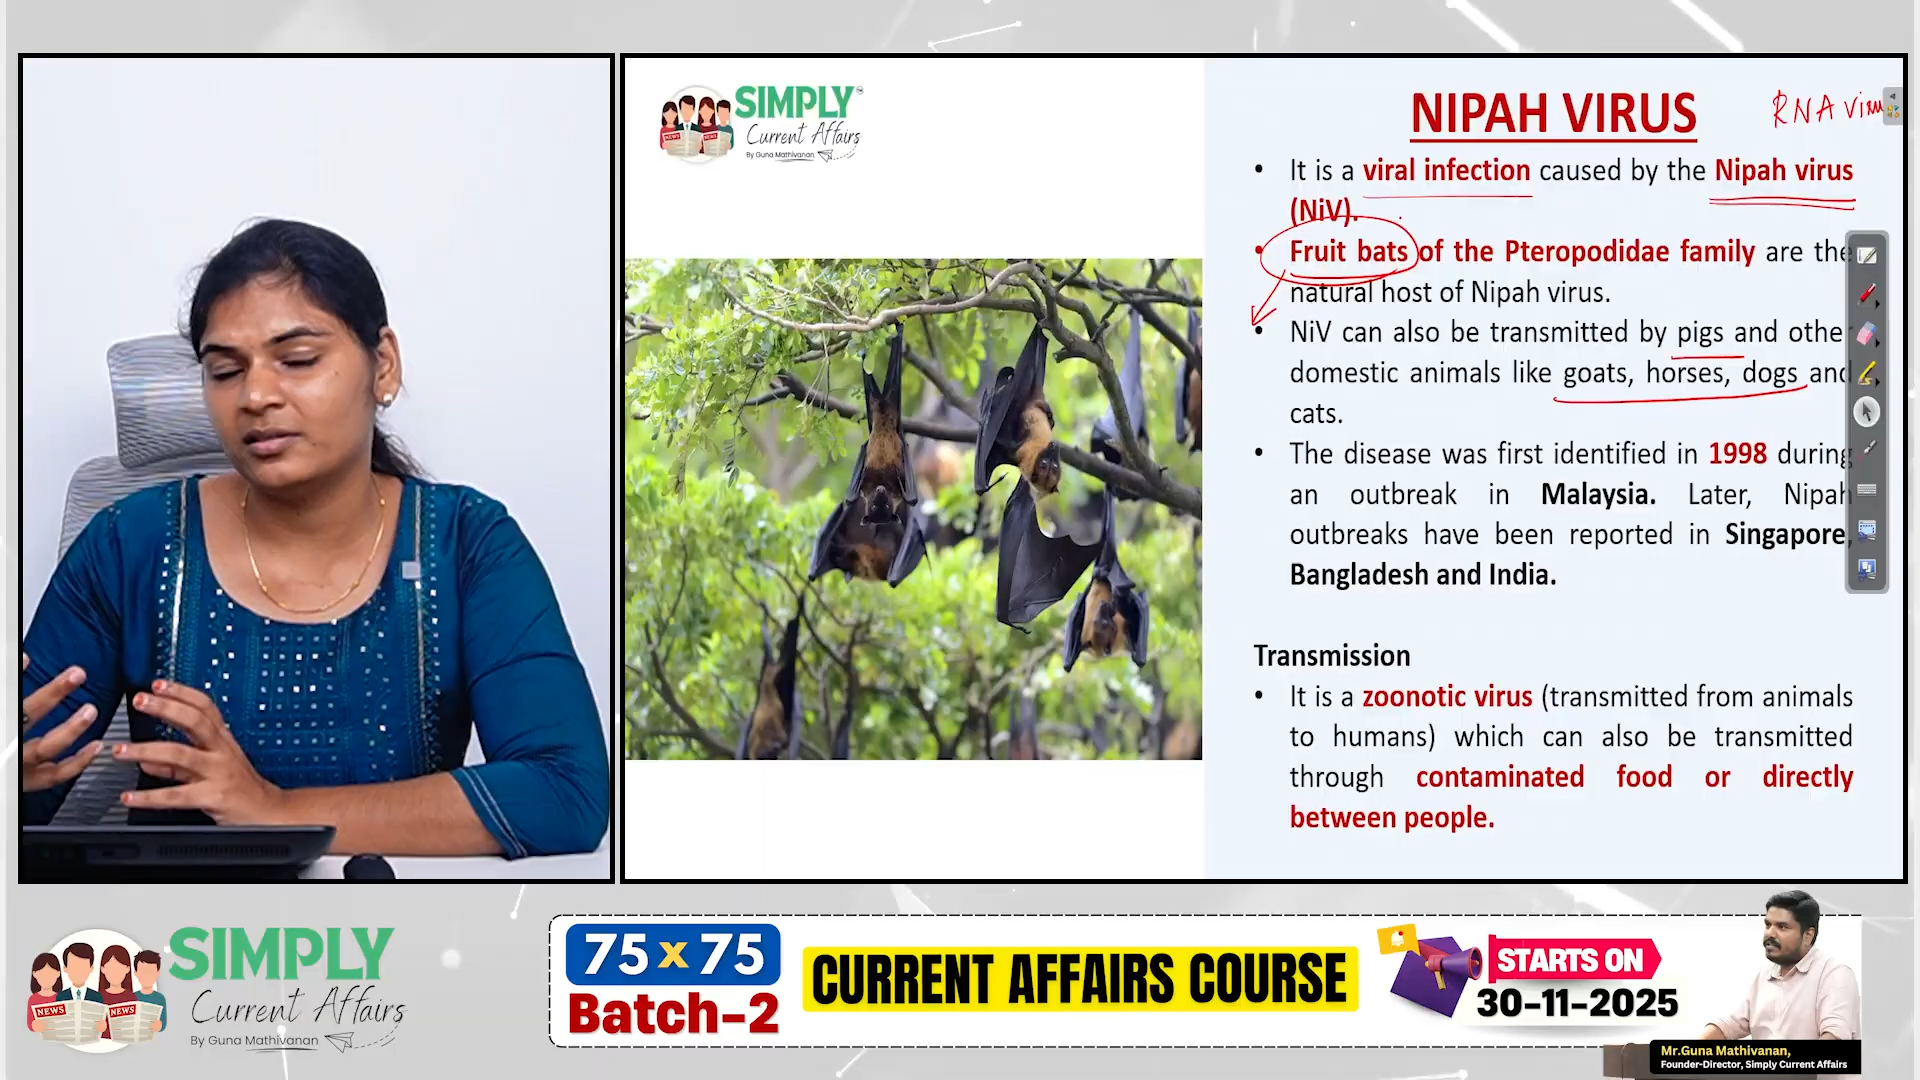 SIMPLY
Current Affairs
By Guna Mathivanan
NIPAH VIRUS
RNA viru
• It is a viral infection caused by the Nipah virus
(NiV).
• Fruit bats of the Pteropodidae family are the
natural host of Nipah virus.
• NiV can also be transmitted by pigs and other
domestic animals like goats, horses, dogs and
cats.
• The disease was first identified in 1998 during
an outbreak in Malaysia. Later, Nipah
outbreaks have been reported in Singapore,
Bangladesh and India.
Transmission
• It is a zoonotic virus (transmitted from animals
to humans) which can also be transmitted
through contaminated food or directly
between people.
NEWS NEWS
SIMPLY
Current Affairs
By Guna Mathivanan
75 x 75
Batch-2
CURRENT AFFAIRS COURSE
STARTS ON
30-11-2025
Mr.Guna Mathivanan,
Founder-Director, Simply Current Affairs